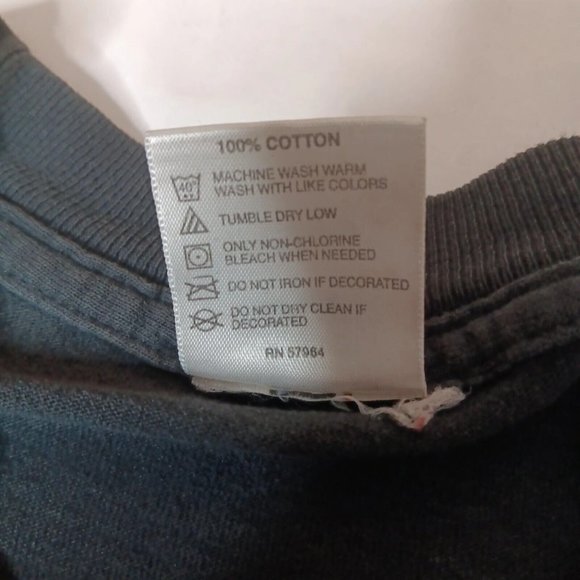 100% COTTON
40°
MACHINE WASH WARM
WASH WITH LIKE COLORS
TUMBLE DRY LOW
ONLY NON-CHLORINE
BLEACH WHEN NEEDED
DO NOT IRON IF DECORATED
DO NOT DRY CLEAN IF
DECORATED
RN 57964